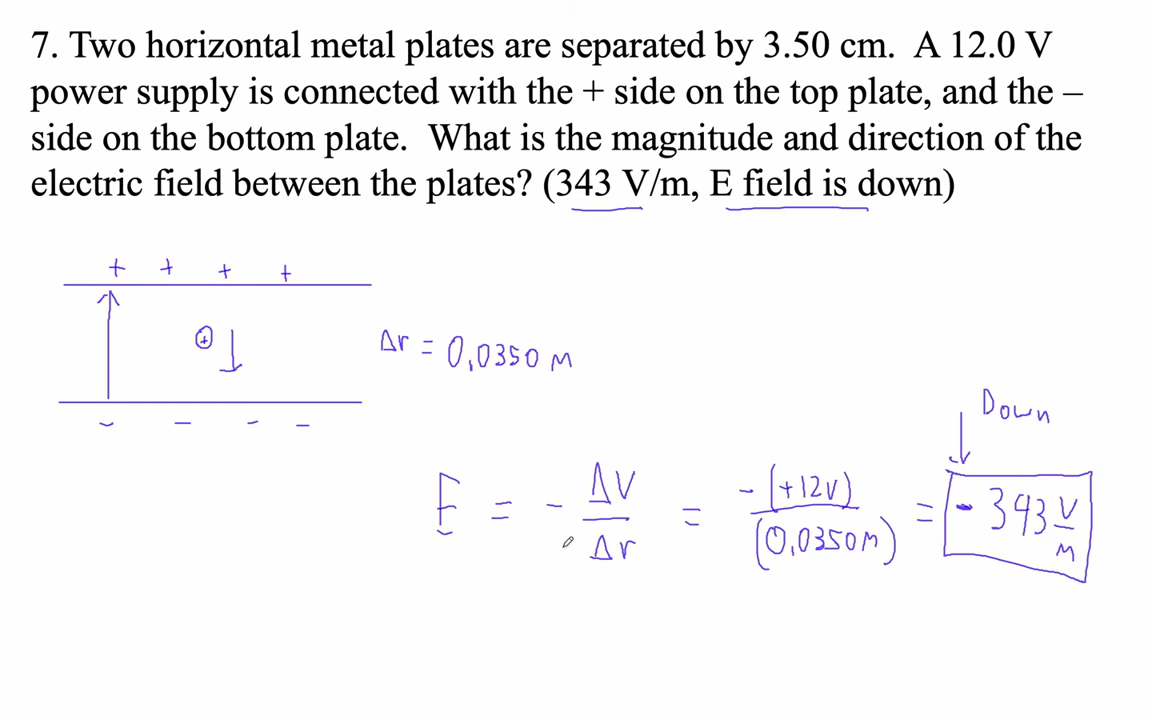 7. Two horizontal metal plates are separated by 3.50 cm. A 12.0 V
power supply is connected with the + side on the top plate, and the –
side on the bottom plate. What is the magnitude and direction of the
electric field between the plates? (343 V/m, E field is down)
+ + + +
+
Δr = 0.0350 m
- - - -
Down
E = - ΔV/Δr = -(+12V)/(0.0350m) = -343 V/m